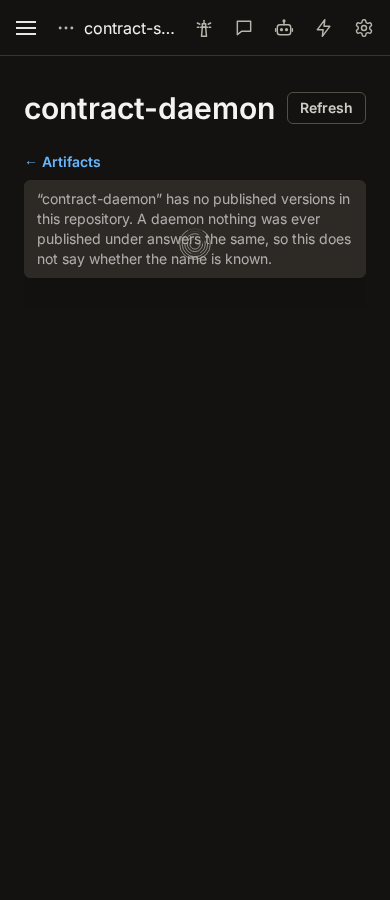 contract-s...
contract-daemon
Refresh
← Artifacts
“contract-daemon” has no published versions in
this repository. A daemon nothing was ever
published under answers the same, so this does
not say whether the name is known.